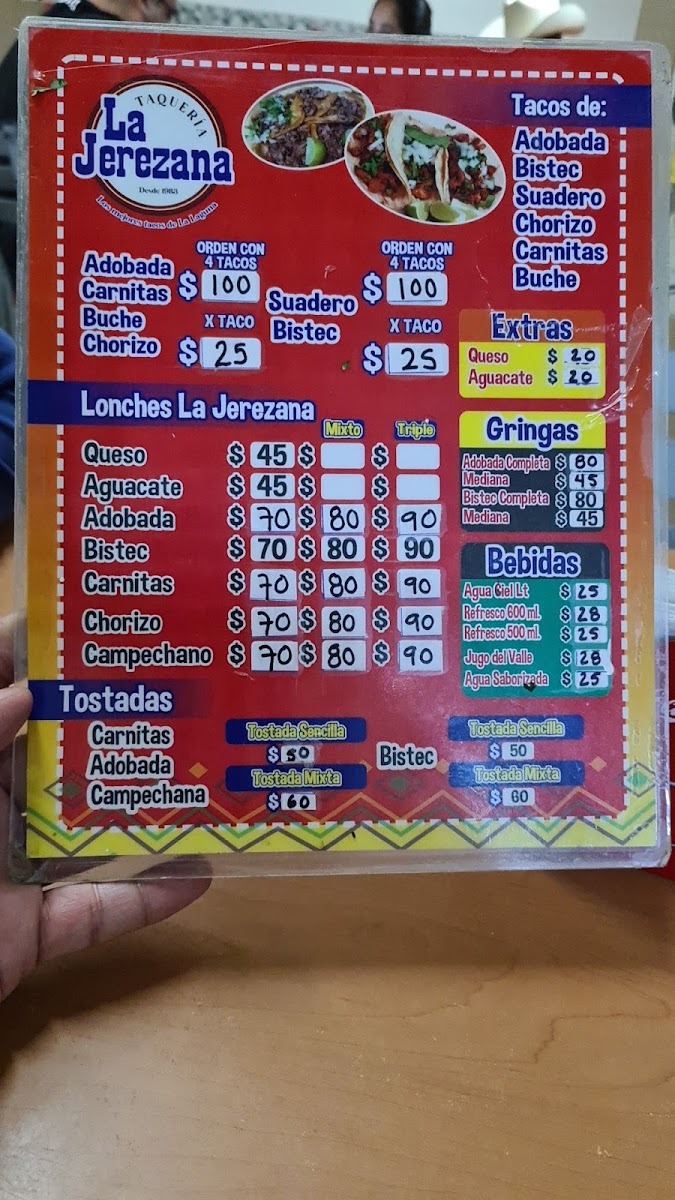 TAQUERÍA
La
Jerezana
Desde 1983
Los mejores tacos de La Laguna
Tacos de:
Adobada
Bistec
Suadero
Chorizo
Carnitas
Buche
Adobada
Carnitas
Buche
Chorizo
ORDEN CON
4 TACOS
$ 100
X TACO
$ 25
Suadero
Bistec
ORDEN CON
4 TACOS
$ 100
X TACO
$ 25
Extras
Queso $ 20
Aguacate $ 20
Lonches La Jerezana
Mixto Triple
Queso $ 45 $ $
Aguacate $ 45 $ $
Adobada $ 70 $ 80 $ 90
Bistec $ 70 $ 80 $ 90
Carnitas $ 70 $ 80 $ 90
Chorizo $ 70 $ 80 $ 90
Campechano $ 70 $ 80 $ 90
Gringas
Adobada Completa $ 80
Mediana $ 45
Bistec Completa $ 80
Mediana $ 45
Bebidas
Agua Ciel Lt $ 25
Refresco 600 ml. $ 28
Refresco 500 ml. $ 25
Jugo del Valle $ 28
Agua Saborizada $ 25
Tostadas
Carnitas
Adobada
Campechana
Tostada Sencilla
$ 50
Tostada Mixta
$ 60
Bistec
Tostada Sencilla
$ 50
Tostada Mixta
$ 60